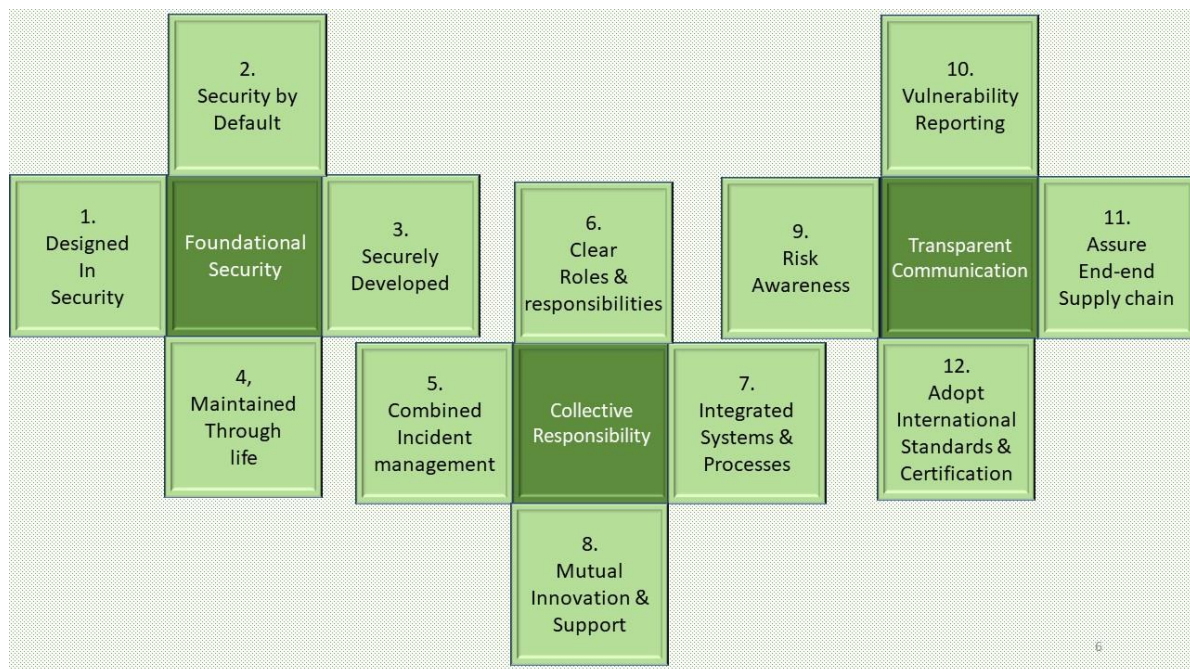 1.
Designed
In
Security
2.
Security by
Default
Foundational
Security
3.
Securely
Developed
4,
Maintained
Through
life
5.
Combined
Incident
management
6.
Clear
Roles &
responsibilities
Collective
Responsibility
7.
Integrated
Systems &
Processes
8.
Mutual
Innovation &
Support
9.
Risk
Awareness
10.
Vulnerability
Reporting
Transparent
Communication
11.
Assure
End-end
Supply chain
12.
Adopt
International
Standards &
Certification
6